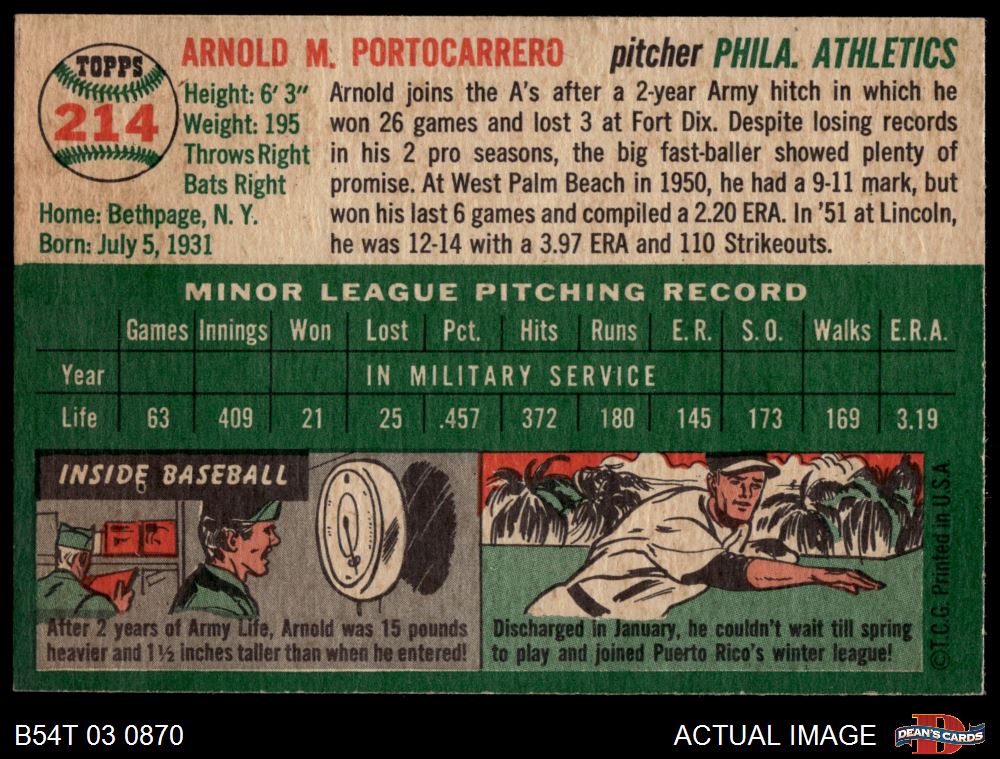 TOPPS
214
ARNOLD M. PORTOCARRERO pitcher PHILA. ATHLETICS
Height: 6' 3"
Weight: 195
Throws Right
Bats Right
Home: Bethpage, N. Y.
Born: July 5, 1931
Arnold joins the A's after a 2-year Army hitch in which he
won 26 games and lost 3 at Fort Dix. Despite losing records
in his 2 pro seasons, the big fast-baller showed plenty of
promise. At West Palm Beach in 1950, he had a 9-11 mark, but
won his last 6 games and compiled a 2.20 ERA. In '51 at Lincoln,
he was 12-14 with a 3.97 ERA and 110 Strikeouts.
MINOR LEAGUE PITCHING RECORD
Games Innings Won Lost Pct. Hits Runs E.R. S.O. Walks E.R.A.
Year IN MILITARY SERVICE
Life 63 409 21 25 .457 372 180 145 173 169 3.19
INSIDE BASEBALL
After 2 years of Army Life, Arnold was 15 pounds
heavier and 1½ inches taller than when he entered!
Discharged in January, he couldn't wait till spring
to play and joined Puerto Rico's winter league!
©T.C.G. Printed in U.S.A
B54T 03 0870
ACTUAL IMAGE
D
DEAN'S CARDS